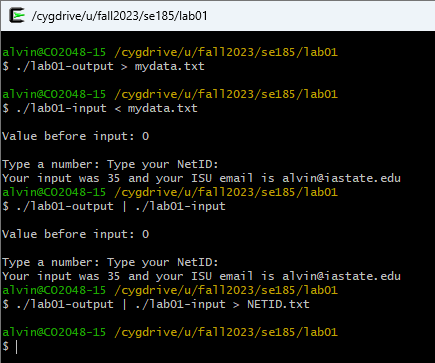 /cygdrive/u/fall2023/se185/lab01
alvin@CO2048-15 /cygdrive/u/fall2023/se185/lab01
$ ./lab01-output > mydata.txt
alvin@CO2048-15 /cygdrive/u/fall2023/se185/lab01
$ ./lab01-input < mydata.txt
Value before input: 0
Type a number: Type your NetID:
Your input was 35 and your ISU email is alvin@iastate.edu
alvin@CO2048-15 /cygdrive/u/fall2023/se185/lab01
$ ./lab01-output | ./lab01-input
Value before input: 0
Type a number: Type your NetID:
Your input was 35 and your ISU email is alvin@iastate.edu
alvin@CO2048-15 /cygdrive/u/fall2023/se185/lab01
$ ./lab01-output | ./lab01-input > NETID.txt
alvin@CO2048-15 /cygdrive/u/fall2023/se185/lab01
$